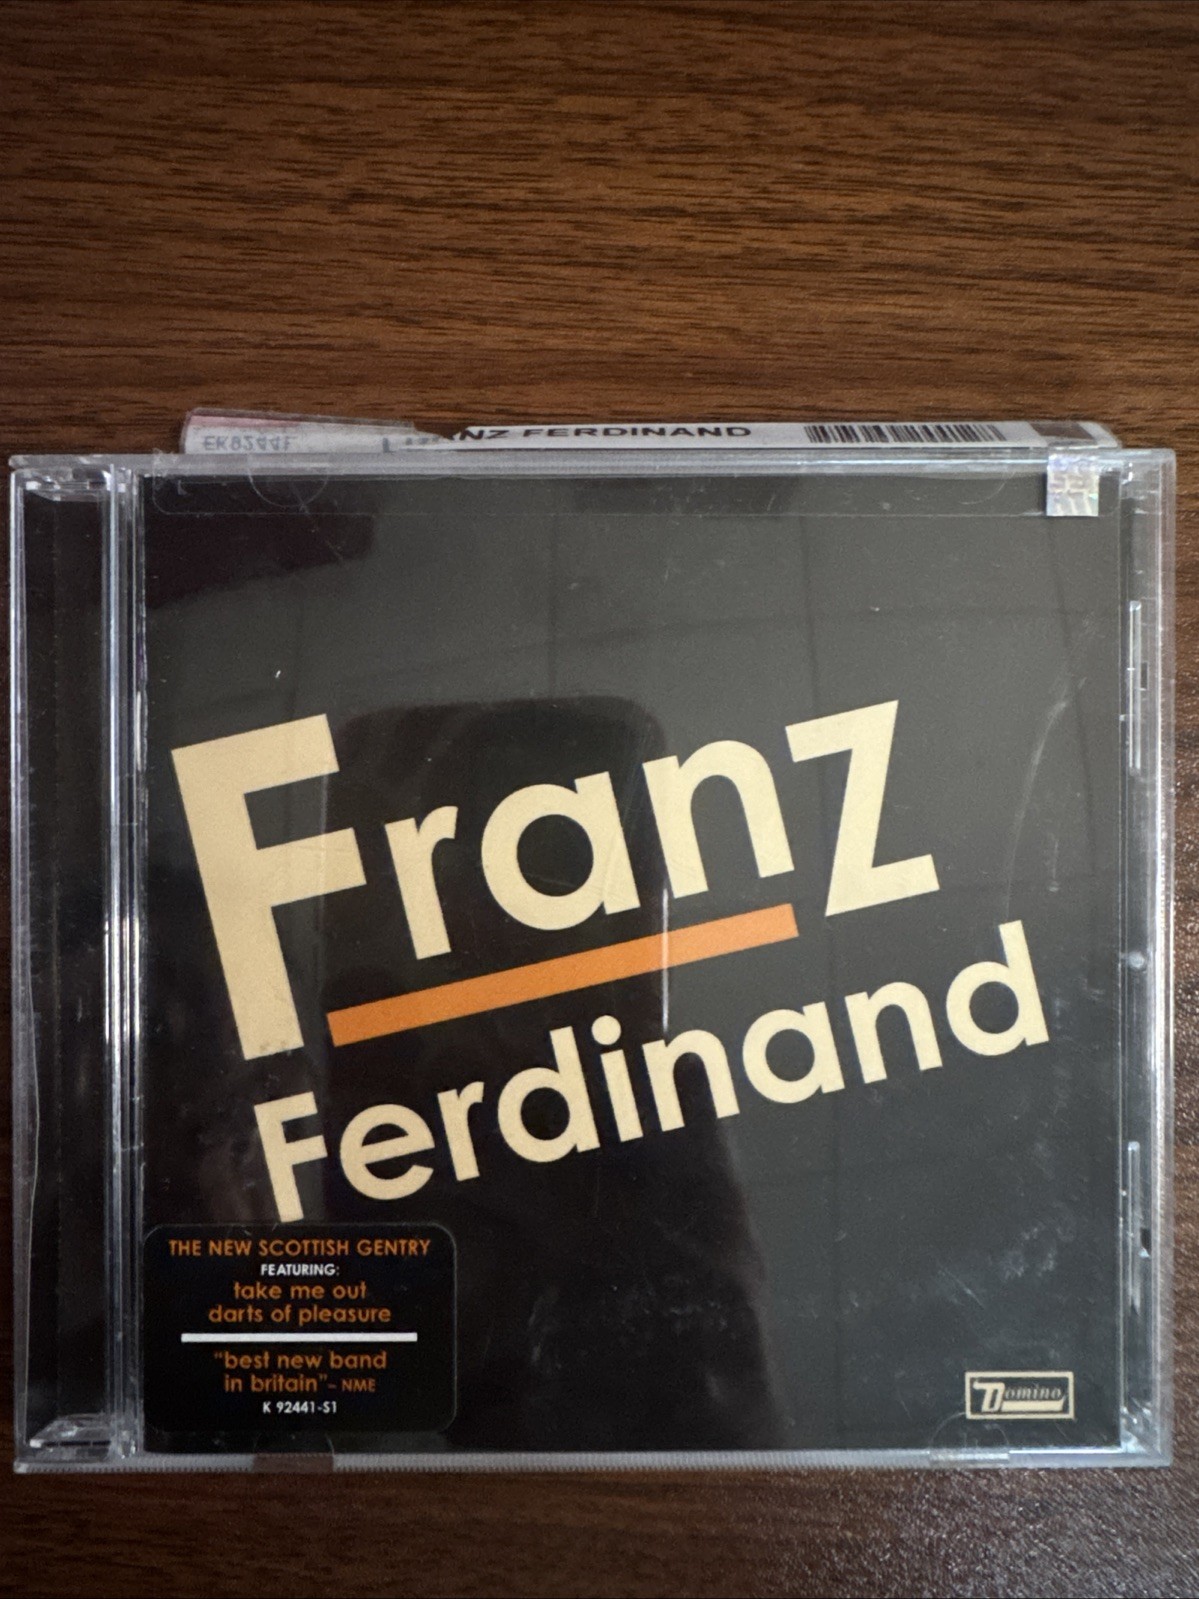 EK92441
FRANZ FERDINAND
Franz
Ferdinand
THE NEW SCOTTISH GENTRY
FEATURING:
take me out
darts of pleasure
"best new band
in britain" - NME
K 92441-S1
Domino